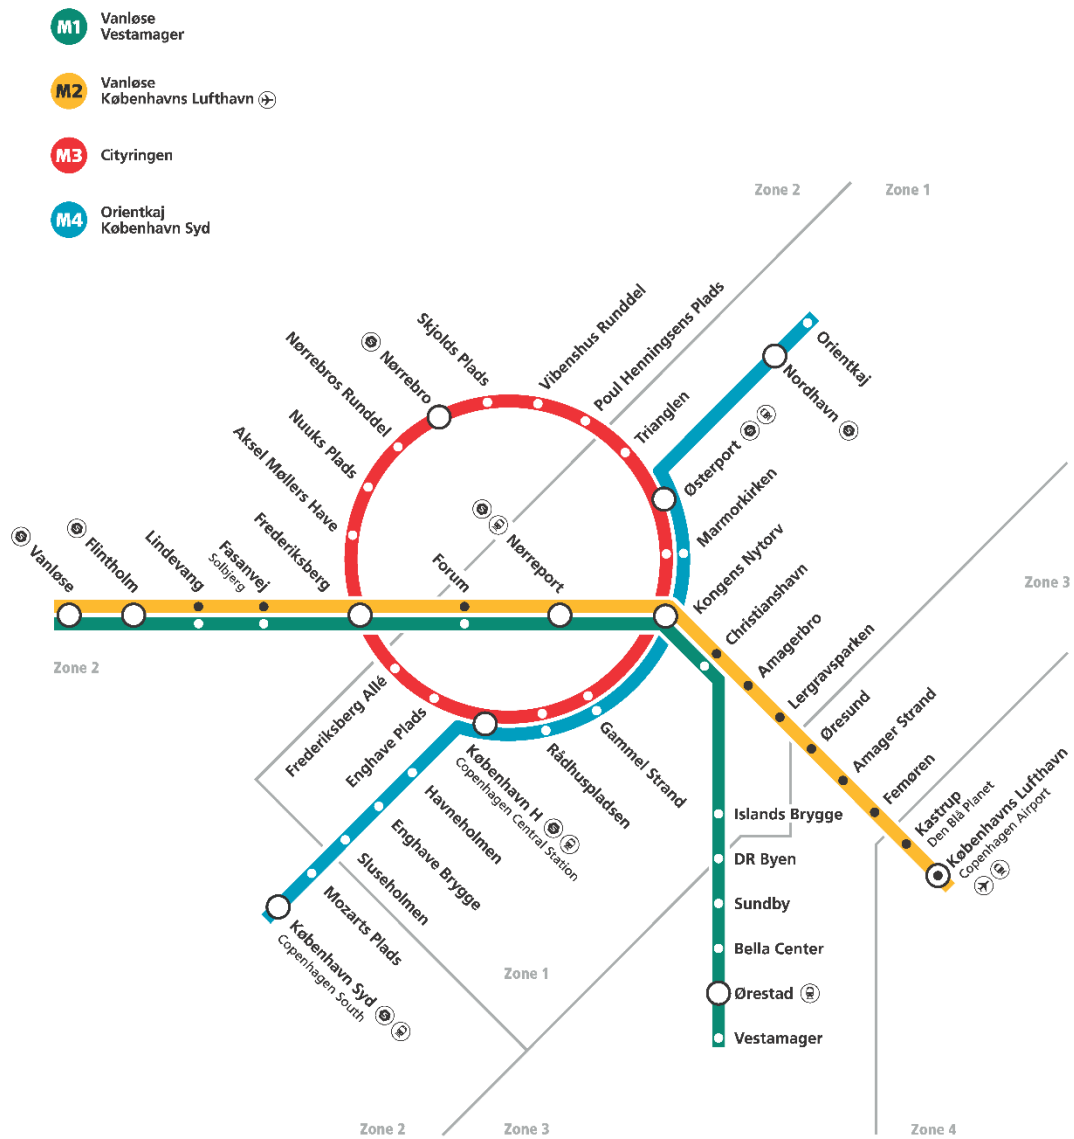 M1
Vanløse
Vestamager
M2
Vanløse
Københavns Lufthavn
M3
Cityringen
M4
Orientkaj
København Syd
Zone 2
Zone 1
Skjolds Plads
Vibenshus Runddel
Poul Henningsens Plads
Nørrebro
Nørrebros Runddel
Trianglen
Orientkaj
Nordhavn
Nuuks Plads
Aksel Møllers Have
Østerport
Marmorkirken
Vanløse
Flintholm
Lindevang
Fasanvej
Solbjerg
Frederiksberg
Forum
Nørreport
Kongens Nytorv
Christianshavn
Zone 3
Amagerbro
Lergravsparken
Zone 2
Øresund
Amager Strand
Femøren
Kastrup
Den Blå Planet
Københavns Lufthavn
Copenhagen Airport
Frederiksberg Allé
Enghave Plads
København H
Copenhagen Central Station
Rådhuspladsen
Gammel Strand
Havneholmen
Enghave Brygge
Sluseholmen
Mozarts Plads
København Syd
Copenhagen South
Islands Brygge
DR Byen
Sundby
Bella Center
Zone 1
Ørestad
Vestamager
Zone 2
Zone 3
Zone 4